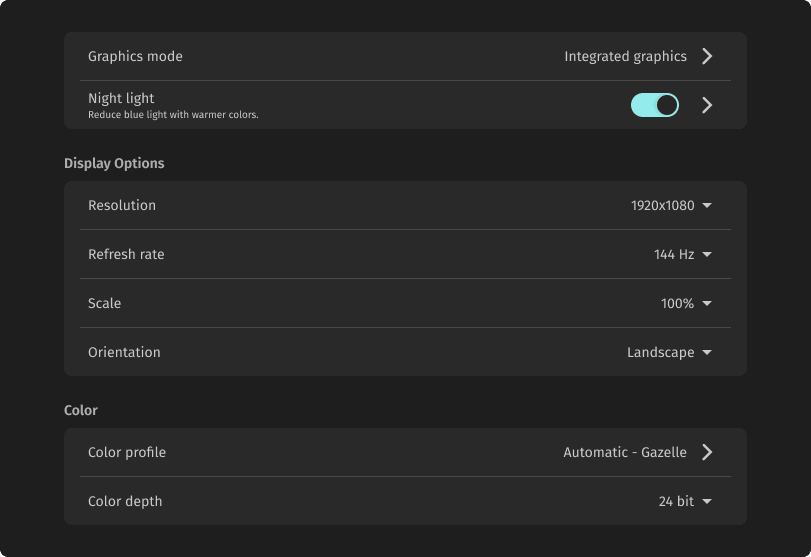 Graphics mode Integrated graphics
Night light
Reduce blue light with warmer colors.
Display Options
Resolution 1920x1080
Refresh rate 144 Hz
Scale 100%
Orientation Landscape
Color
Color profile Automatic - Gazelle
Color depth 24 bit